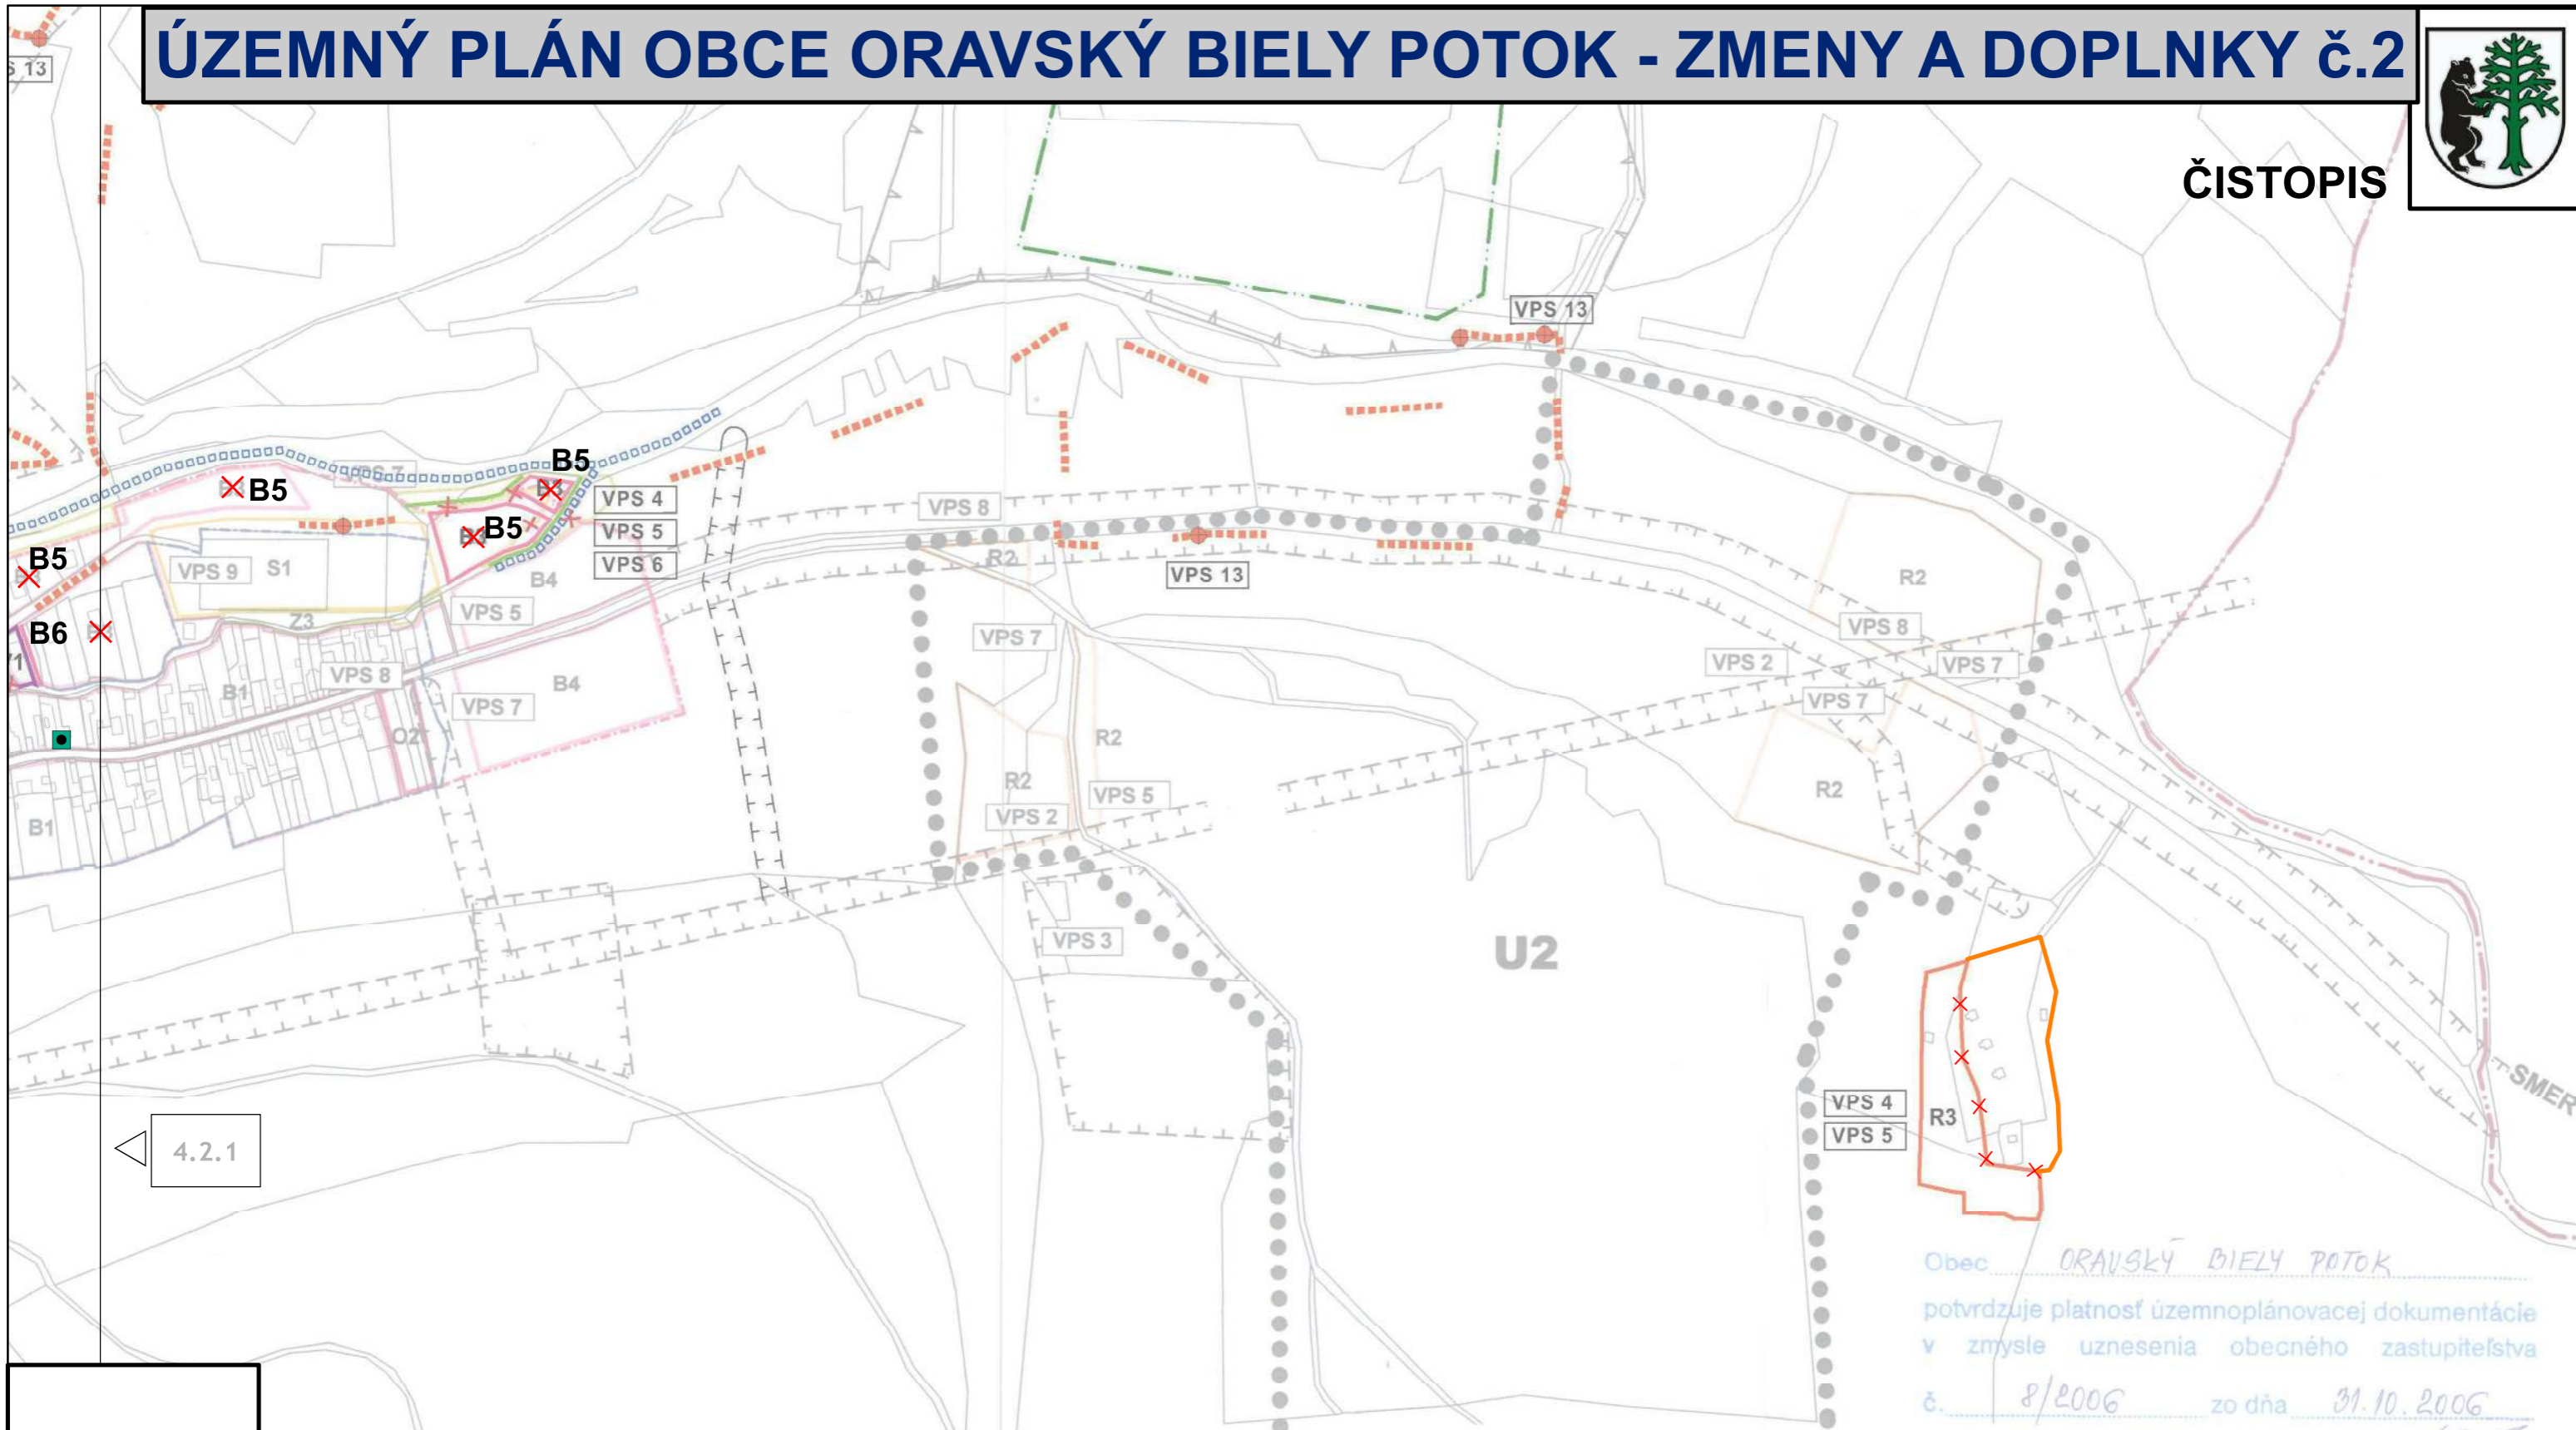 ÚZEMNÝ PLÁN OBCE ORAVSKÝ BIELY POTOK - ZMENY A DOPLNKY č.2
ČISTOPIS
13
VPS 13
B5
B5
VPS 4
B5
VPS 8
VPS 5
B5
VPS 6
VPS 9
S1
B4
R2
VPS 13
R2
VPS 5
Z3
B6
VPS 7
VPS 8
VPS 2
VPS 7
VPS 8
B1
B4
VPS 7
VPS 7
O2
R2
R2
R2
VPS 5
VPS 2
B1
VPS 3
U2
SMER
VPS 4
R3
VPS 5
4.2.1
Obec ORAVSKÝ BIELY POTOK
potvrdzuje platnosť územnoplánovacej dokumentácie
v zmysle uznesenia obecného zastupiteľstva
č. 8/2006 zo dňa 31.10.2006